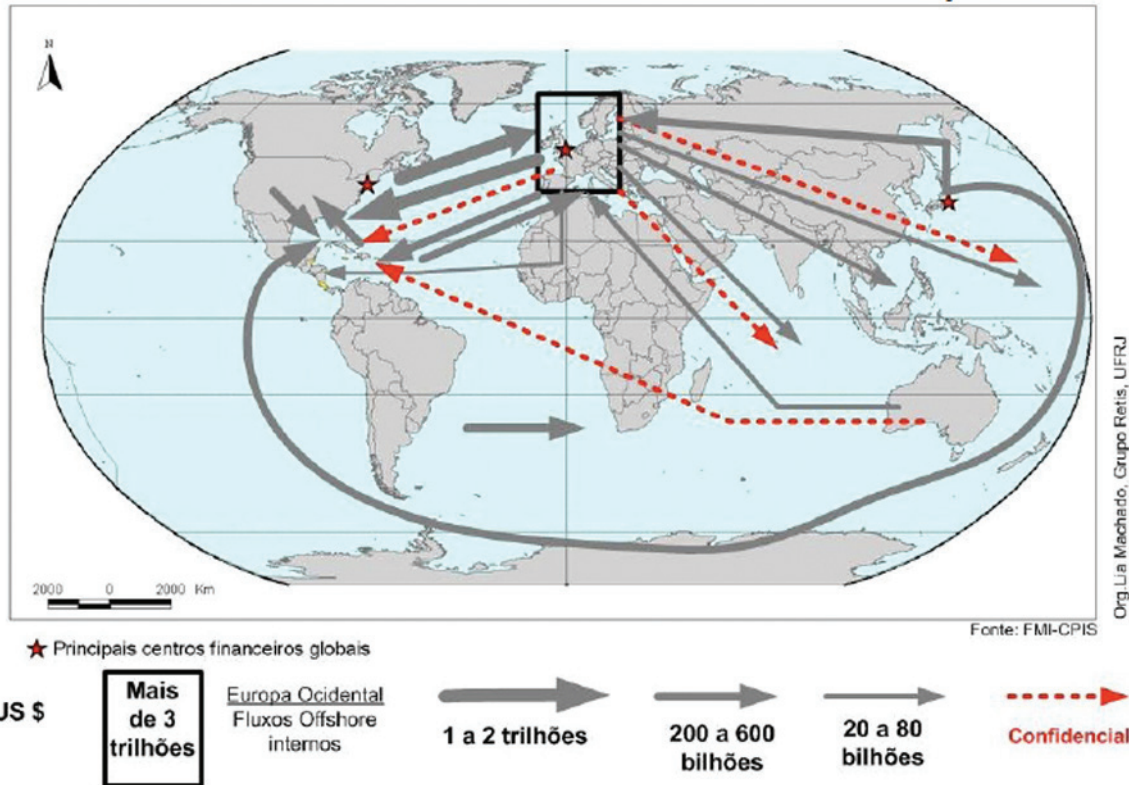 N
2000 0 2000 Km
Org.Lia Machado, Grupo Retis, UFRJ
Fonte: FMI-CPIS
Principais centros financeiros globais
US $
Mais
de 3
trilhões
Europa Ocidental
Fluxos Offshore
internos
1 a 2 trilhões
200 a 600
bilhões
20 a 80
bilhões
Confidencial